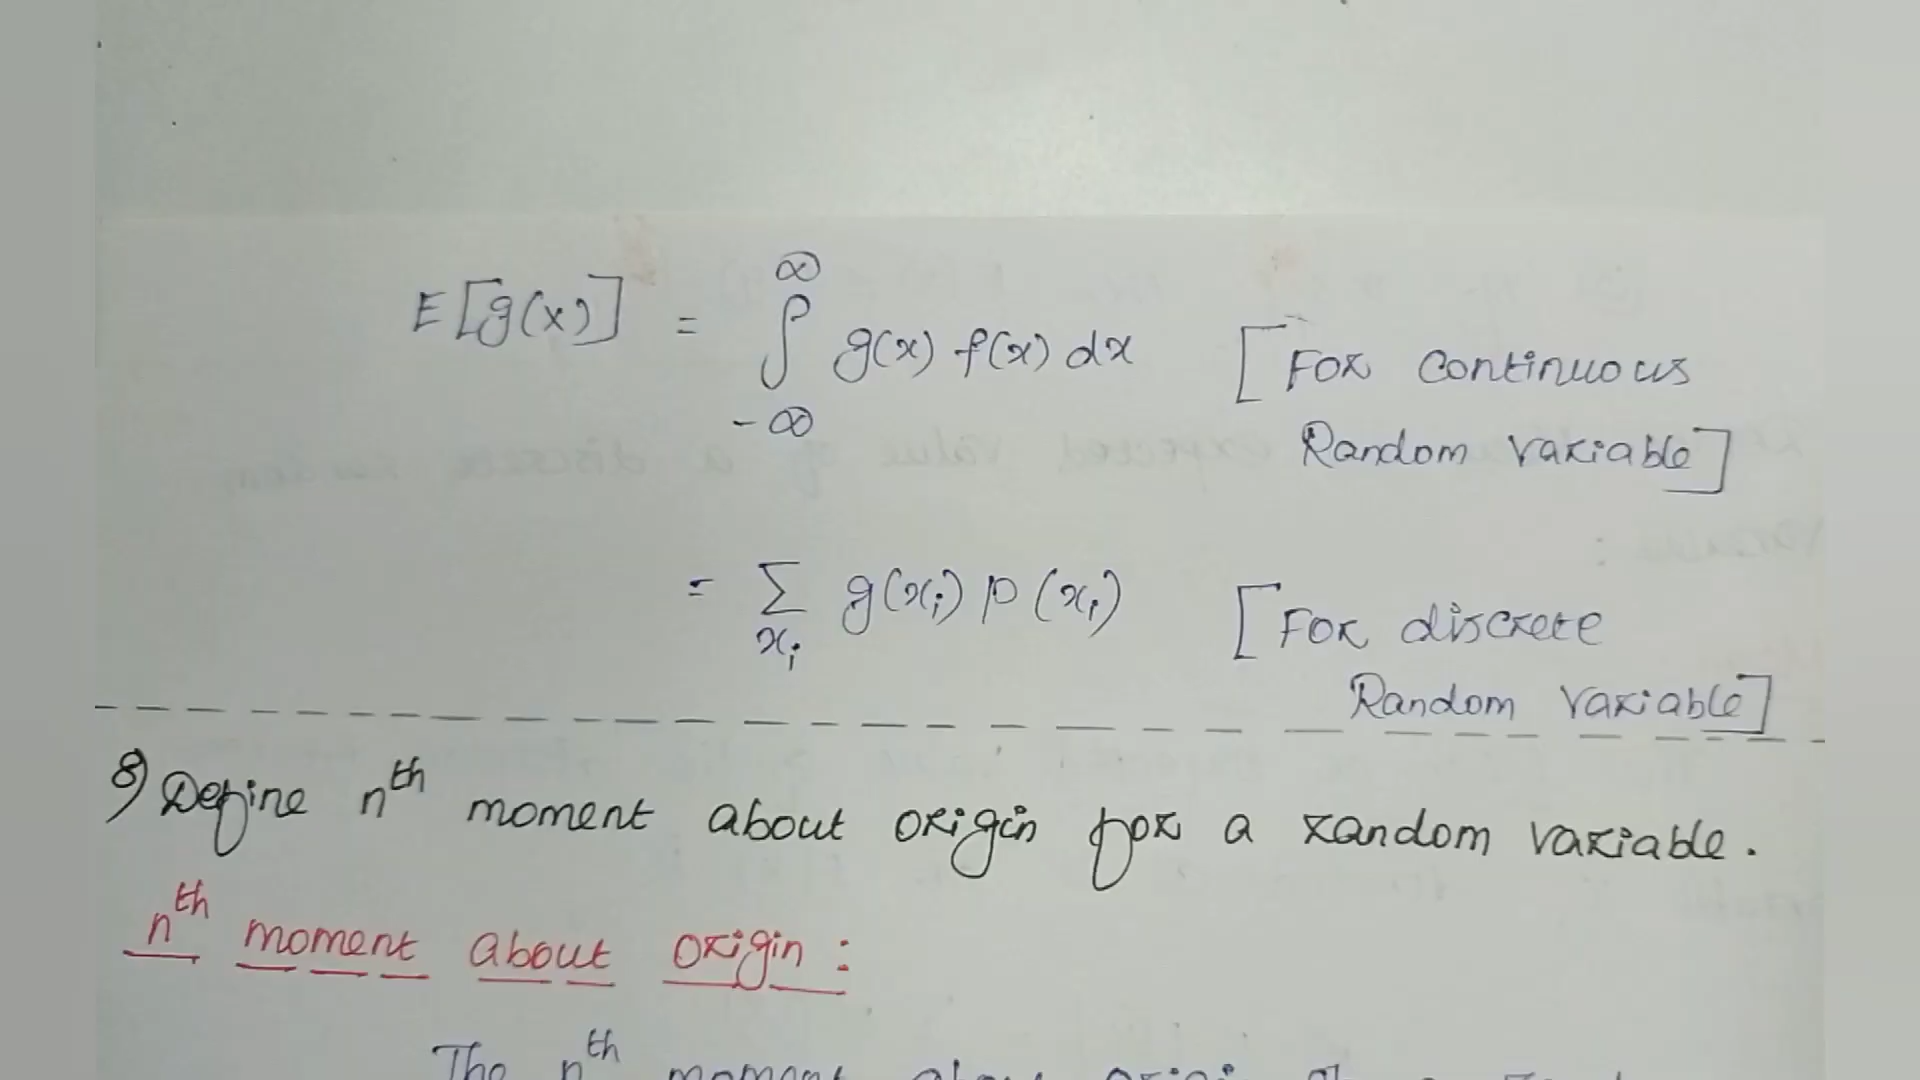 E[g(x)] = ∫_{-∞}^{∞} g(x) f(x) dx [For continuous
Random variable]
= Σ_{x_i} g(x_i) p(x_i) [For discrete
Random variable]
8) Define n^th moment about origin for a random variable.
n^th moment about origin :
The n^th moment